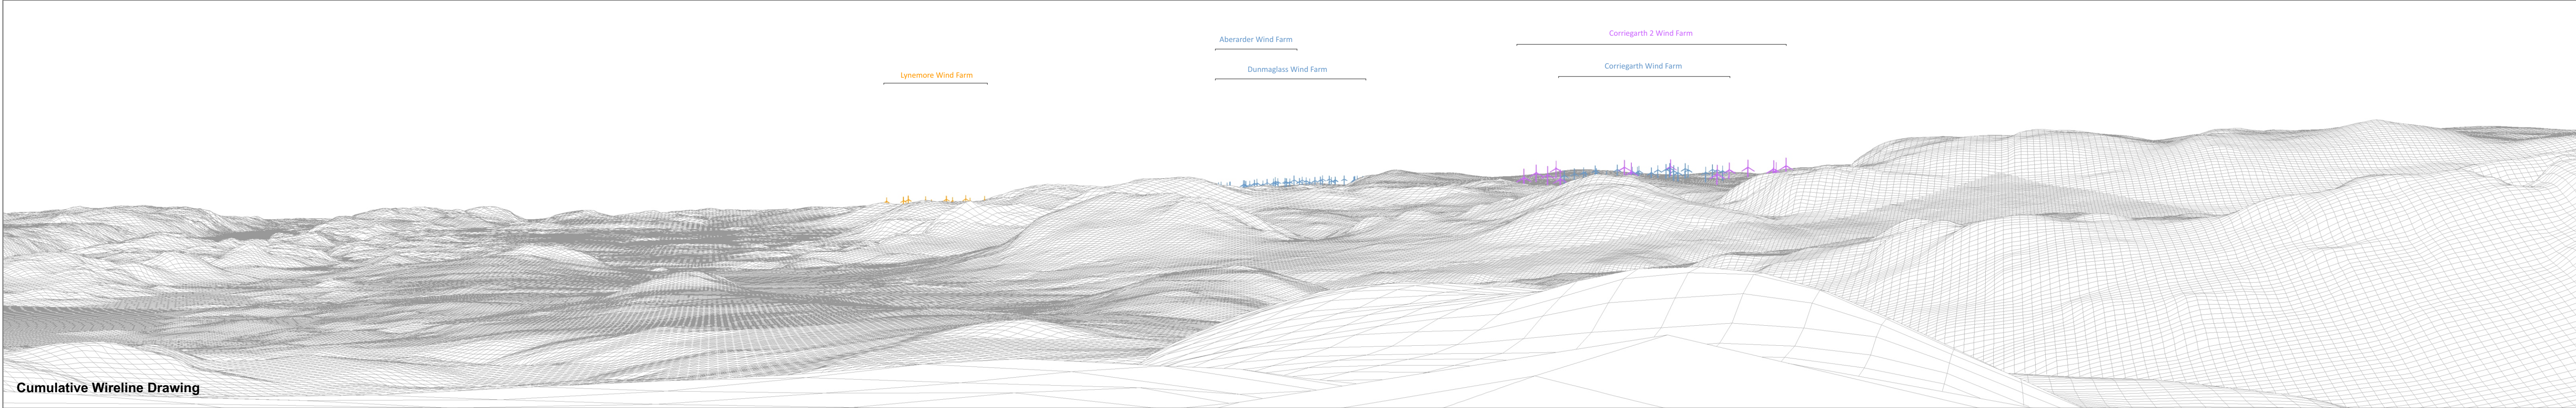 Corriegarth 2 Wind Farm
Aberarder Wind Farm
Corriegarth Wind Farm
Dunmaglass Wind Farm
Lynemore Wind Farm
Cumulative Wireline Drawing